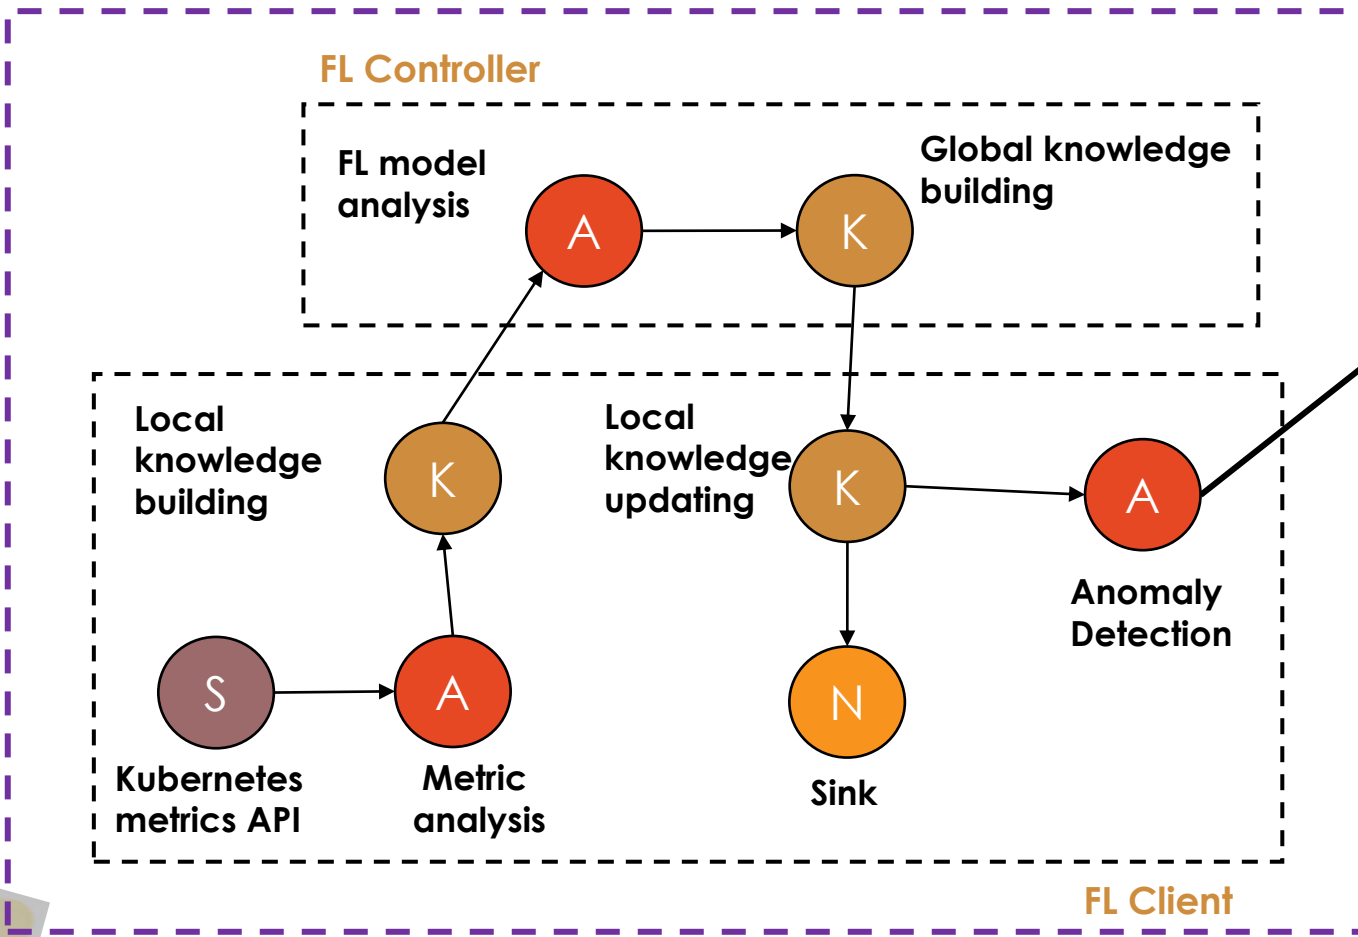 FL Controller
FL model
analysis
A
K
Global knowledge
building
Local
knowledge
building
K
Local
knowledge
updating
K
A
Anomaly
Detection
S
A
N
Kubernetes
metrics API
Metric
analysis
Sink
FL Client